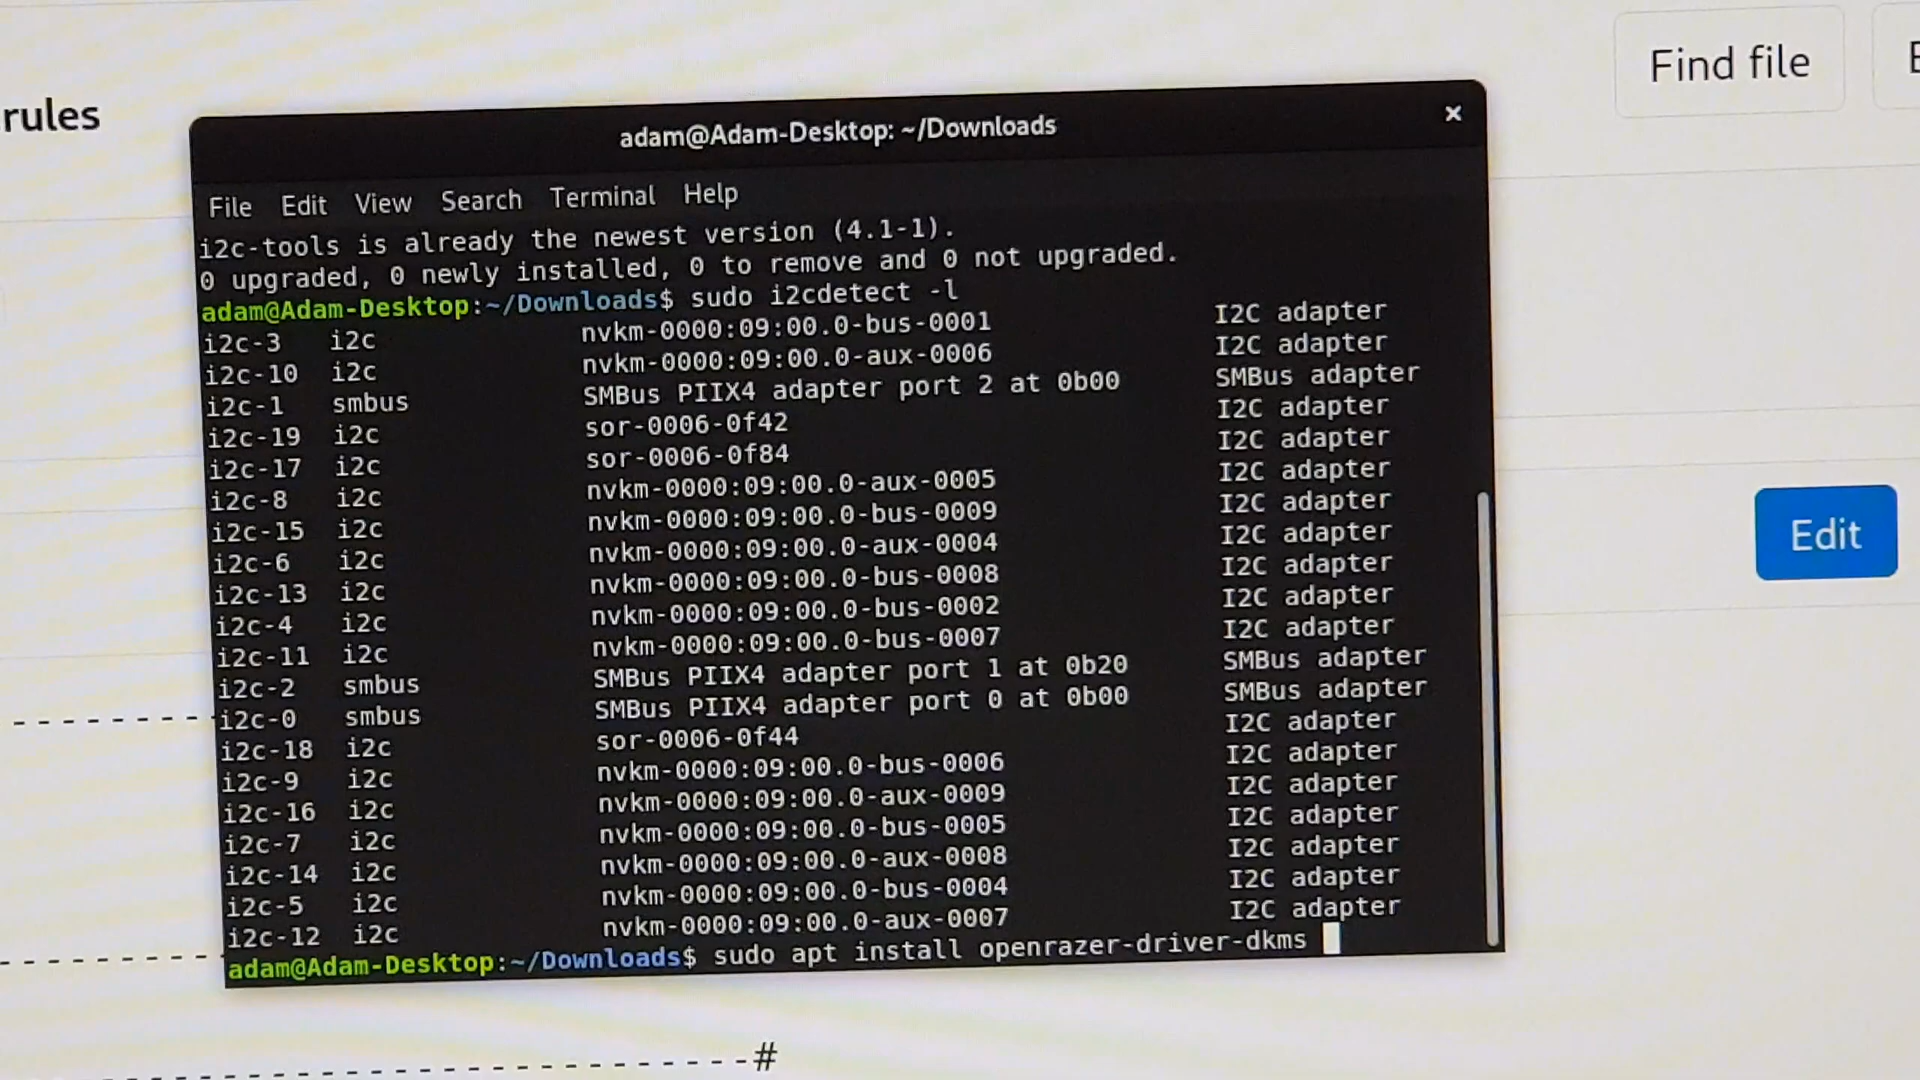 rules
Find file
adam@Adam-Desktop: ~/Downloads
×
File Edit View Search Terminal Help
i2c-tools is already the newest version (4.1-1).
0 upgraded, 0 newly installed, 0 to remove and 0 not upgraded.
adam@Adam-Desktop:~/Downloads$ sudo i2cdetect -l
i2c-3 i2c nvkm-0000:09:00.0-bus-0001 I2C adapter
i2c-10 i2c nvkm-0000:09:00.0-aux-0006 I2C adapter
i2c-1 smbus SMBus PIIX4 adapter port 2 at 0b00 SMBus adapter
i2c-19 i2c sor-0006-0f42 I2C adapter
i2c-17 i2c sor-0006-0f84 I2C adapter
i2c-8 i2c nvkm-0000:09:00.0-aux-0005 I2C adapter
i2c-15 i2c nvkm-0000:09:00.0-bus-0009 I2C adapter
i2c-6 i2c nvkm-0000:09:00.0-aux-0004 I2C adapter
i2c-13 i2c nvkm-0000:09:00.0-bus-0008 I2C adapter
i2c-4 i2c nvkm-0000:09:00.0-bus-0002 I2C adapter
i2c-11 i2c nvkm-0000:09:00.0-bus-0007 I2C adapter
i2c-2 smbus SMBus PIIX4 adapter port 1 at 0b20 SMBus adapter
i2c-0 smbus SMBus PIIX4 adapter port 0 at 0b00 SMBus adapter
i2c-18 i2c sor-0006-0f44 I2C adapter
i2c-9 i2c nvkm-0000:09:00.0-bus-0006 I2C adapter
i2c-16 i2c nvkm-0000:09:00.0-aux-0009 I2C adapter
i2c-7 i2c nvkm-0000:09:00.0-bus-0005 I2C adapter
i2c-14 i2c nvkm-0000:09:00.0-aux-0008 I2C adapter
i2c-5 i2c nvkm-0000:09:00.0-bus-0004 I2C adapter
i2c-12 i2c nvkm-0000:09:00.0-aux-0007 I2C adapter
adam@Adam-Desktop:~/Downloads$ sudo apt install openrazer-driver-dkms
Edit
-----------------------#